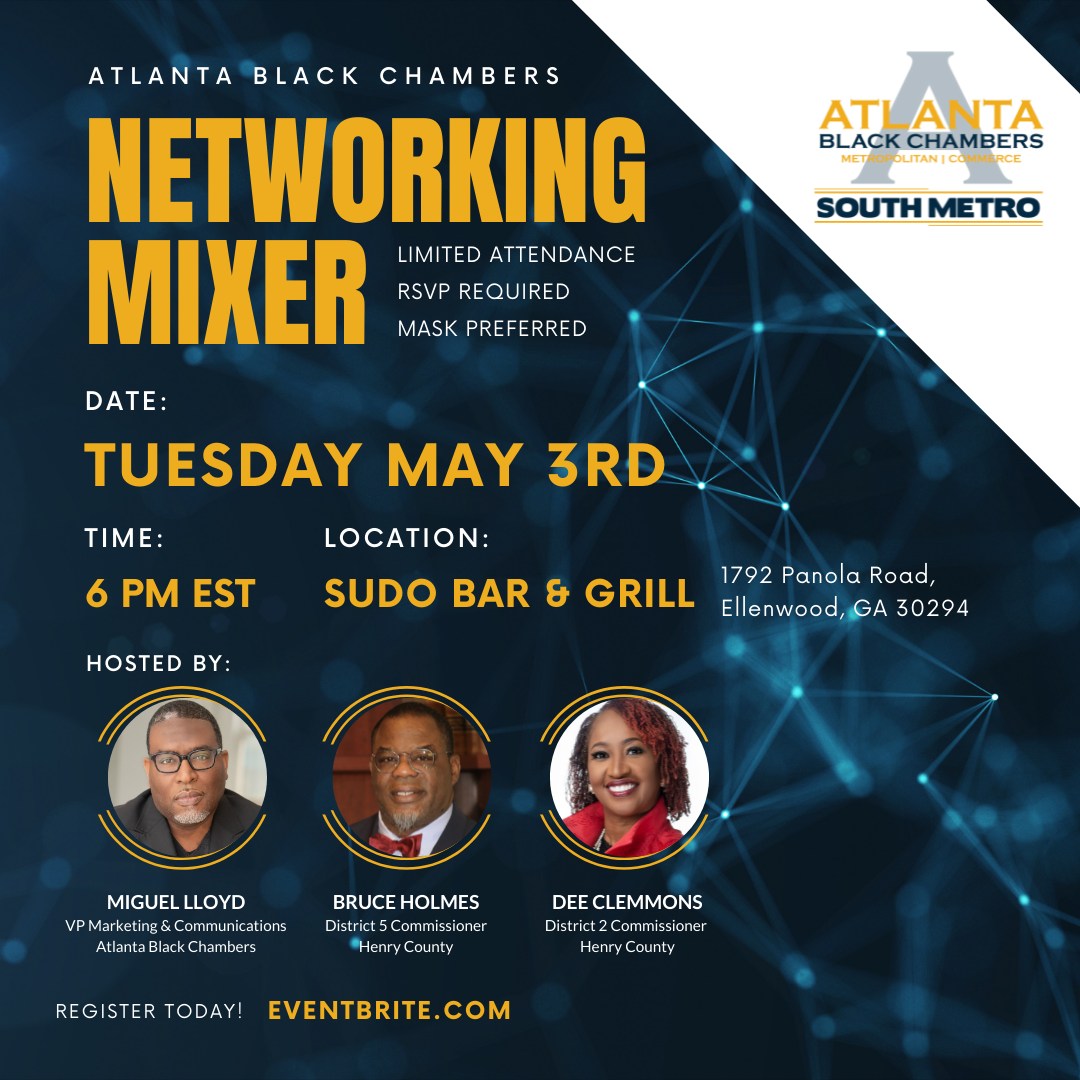 ATLANTA BLACK CHAMBERS
NETWORKING
MIXER
LIMITED ATTENDANCE
RSVP REQUIRED
MASK PREFERRED
A
ATLANTA
BLACK CHAMBERS
METROPOLITAN | COMMERCE
SOUTH METRO
DATE:
TUESDAY MAY 3RD
TIME:
6 PM EST
LOCATION:
SUDO BAR & GRILL
1792 Panola Road,
Ellenwood, GA 30294
HOSTED BY:
MIGUEL LLOYD
VP Marketing & Communications
Atlanta Black Chambers
BRUCE HOLMES
District 5 Commissioner
Henry County
DEE CLEMMONS
District 2 Commissioner
Henry County
REGISTER TODAY! EVENTBRITE.COM